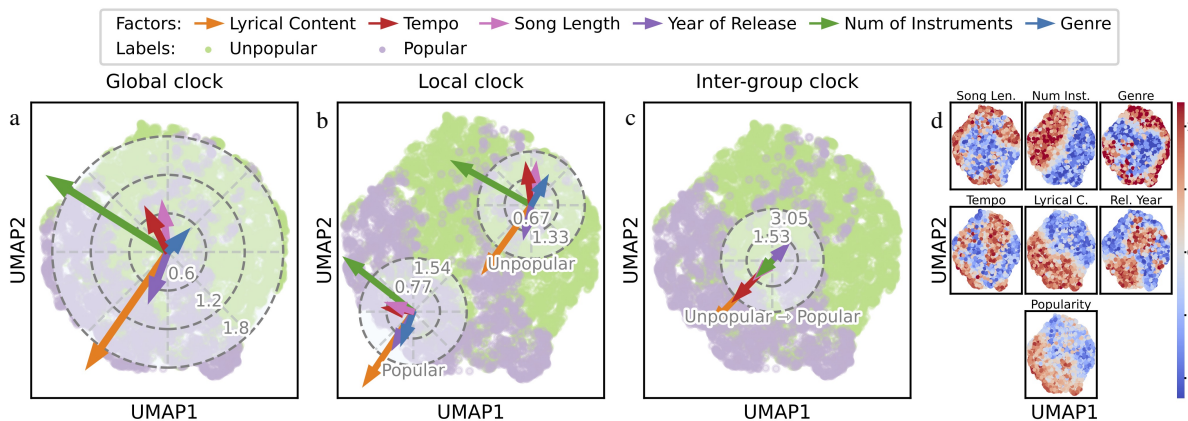 Factors: Lyrical Content Tempo Song Length Year of Release Num of Instruments Genre
Labels: Unpopular Popular
Global clock Local clock Inter-group clock
a b c d
Song Len. Num Inst. Genre
Tempo Lyrical C. Rel. Year
Popularity
UMAP2 UMAP2 UMAP2 UMAP2
0.6
1.2
1.8
0.67
1.33
Unpopular
1.54
0.77
Popular
3.05
1.53
Unpopular → Popular
UMAP1 UMAP1 UMAP1 UMAP1